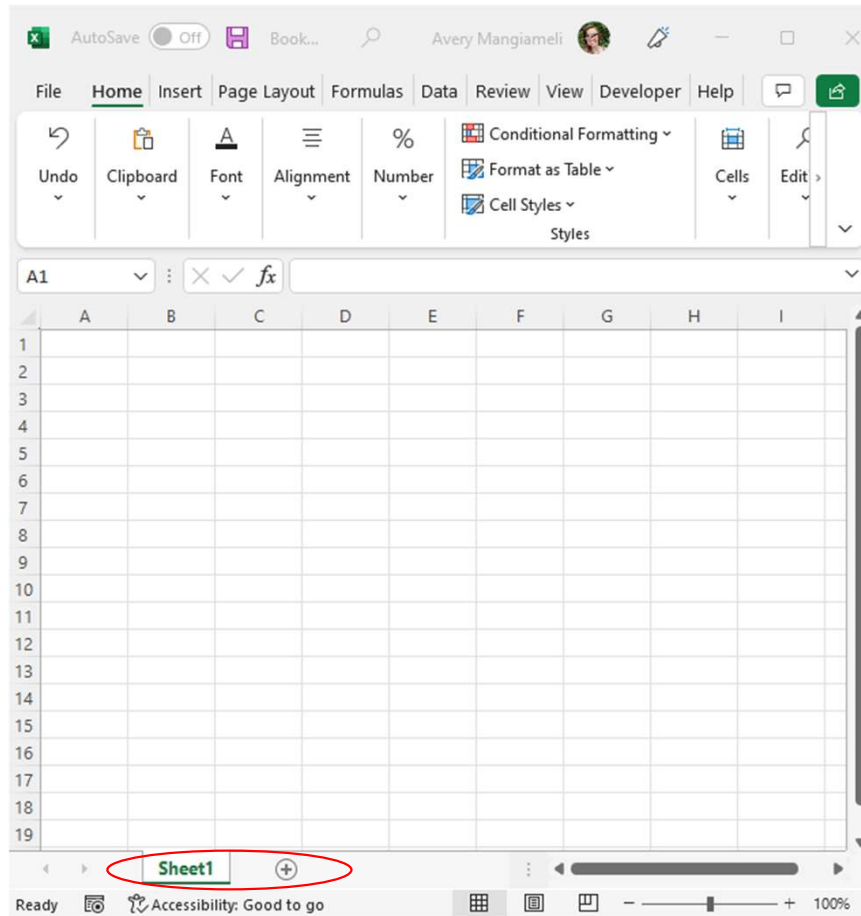 AutoSave Off Book... Avery Mangiameli
File Home Insert Page Layout Formulas Data Review View Developer Help
Conditional Formatting
Format as Table
Undo Clipboard Font Alignment Number Cells Edit
Cell Styles
Styles
A1 fx
A B C D E F G H I
1
2
3
4
5
6
7
8
9
10
11
12
13
14
15
16
17
18
19
Sheet1
Ready Accessibility: Good to go 100%